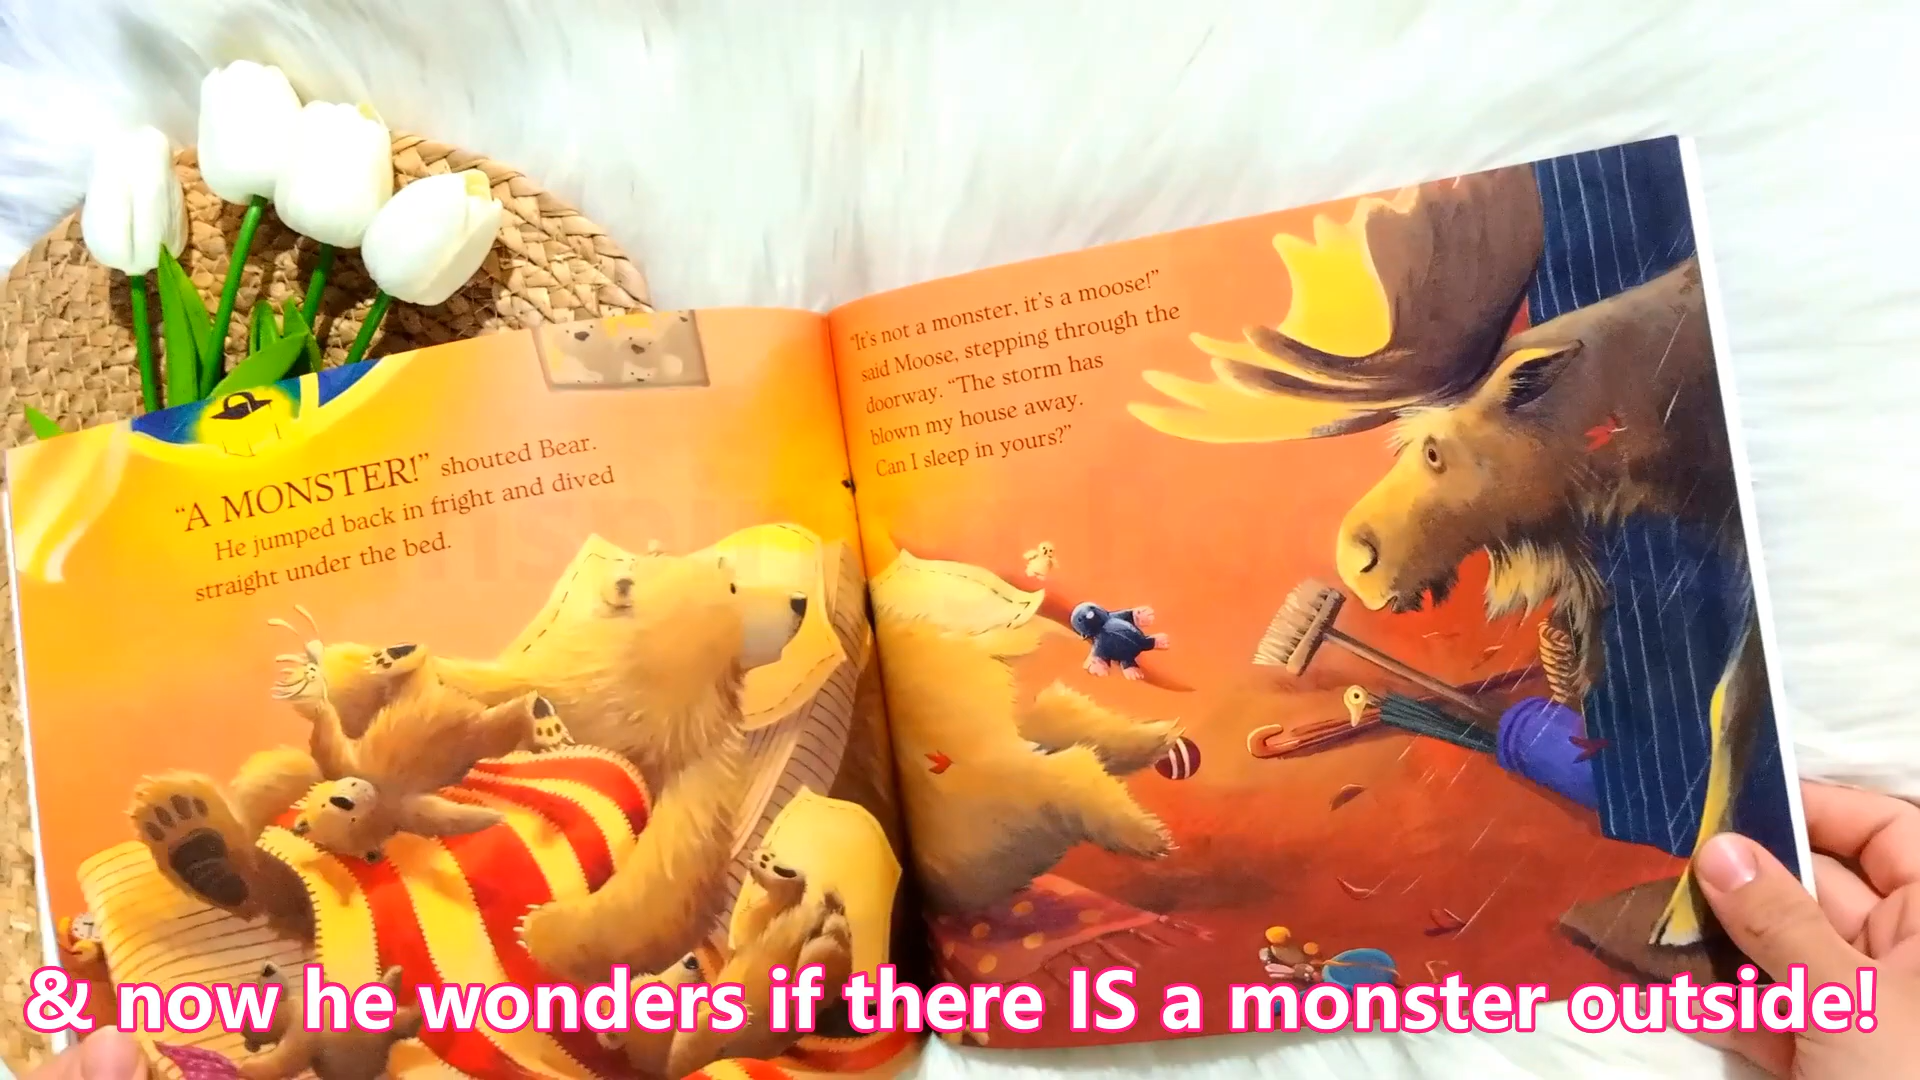 “A MONSTER!” shouted Bear.
He jumped back in fright and dived
straight under the bed.
“It’s not a monster, it’s a moose!”
said Moose, stepping through the
doorway. “The storm has
blown my house away.
Can I sleep in yours?”
& now he wonders if there IS a monster outside!